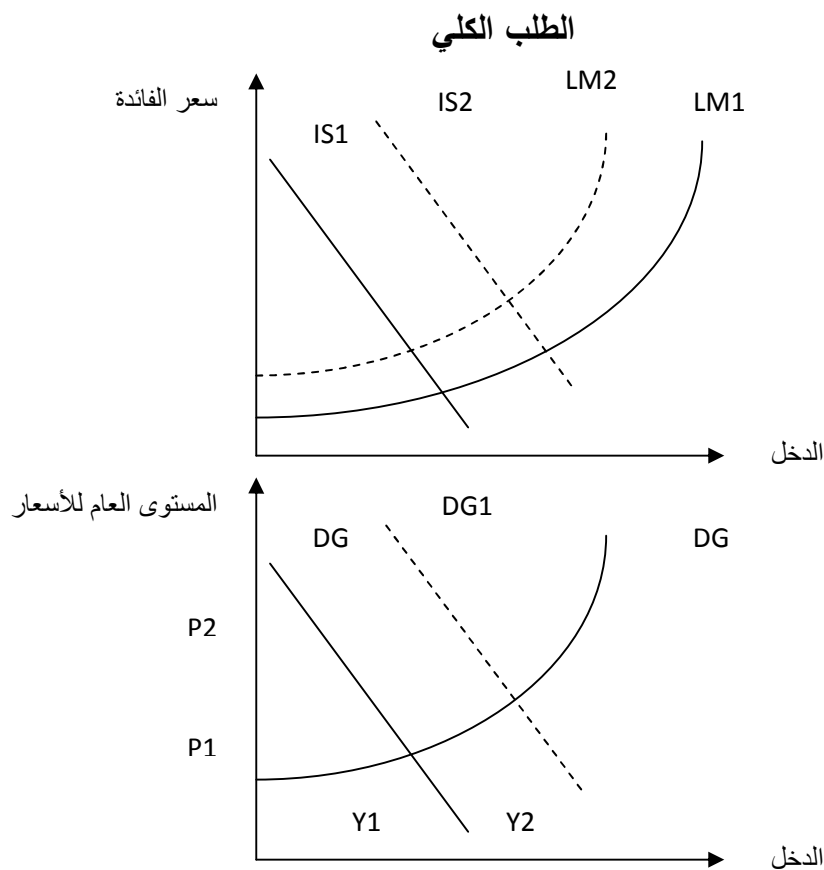 الطلب الكلي
سعر الفائدة
IS1
IS2
LM2
LM1
الدخل
المستوى العام للأسعار
DG
DG1
DG
P2
P1
Y1
Y2
الدخل